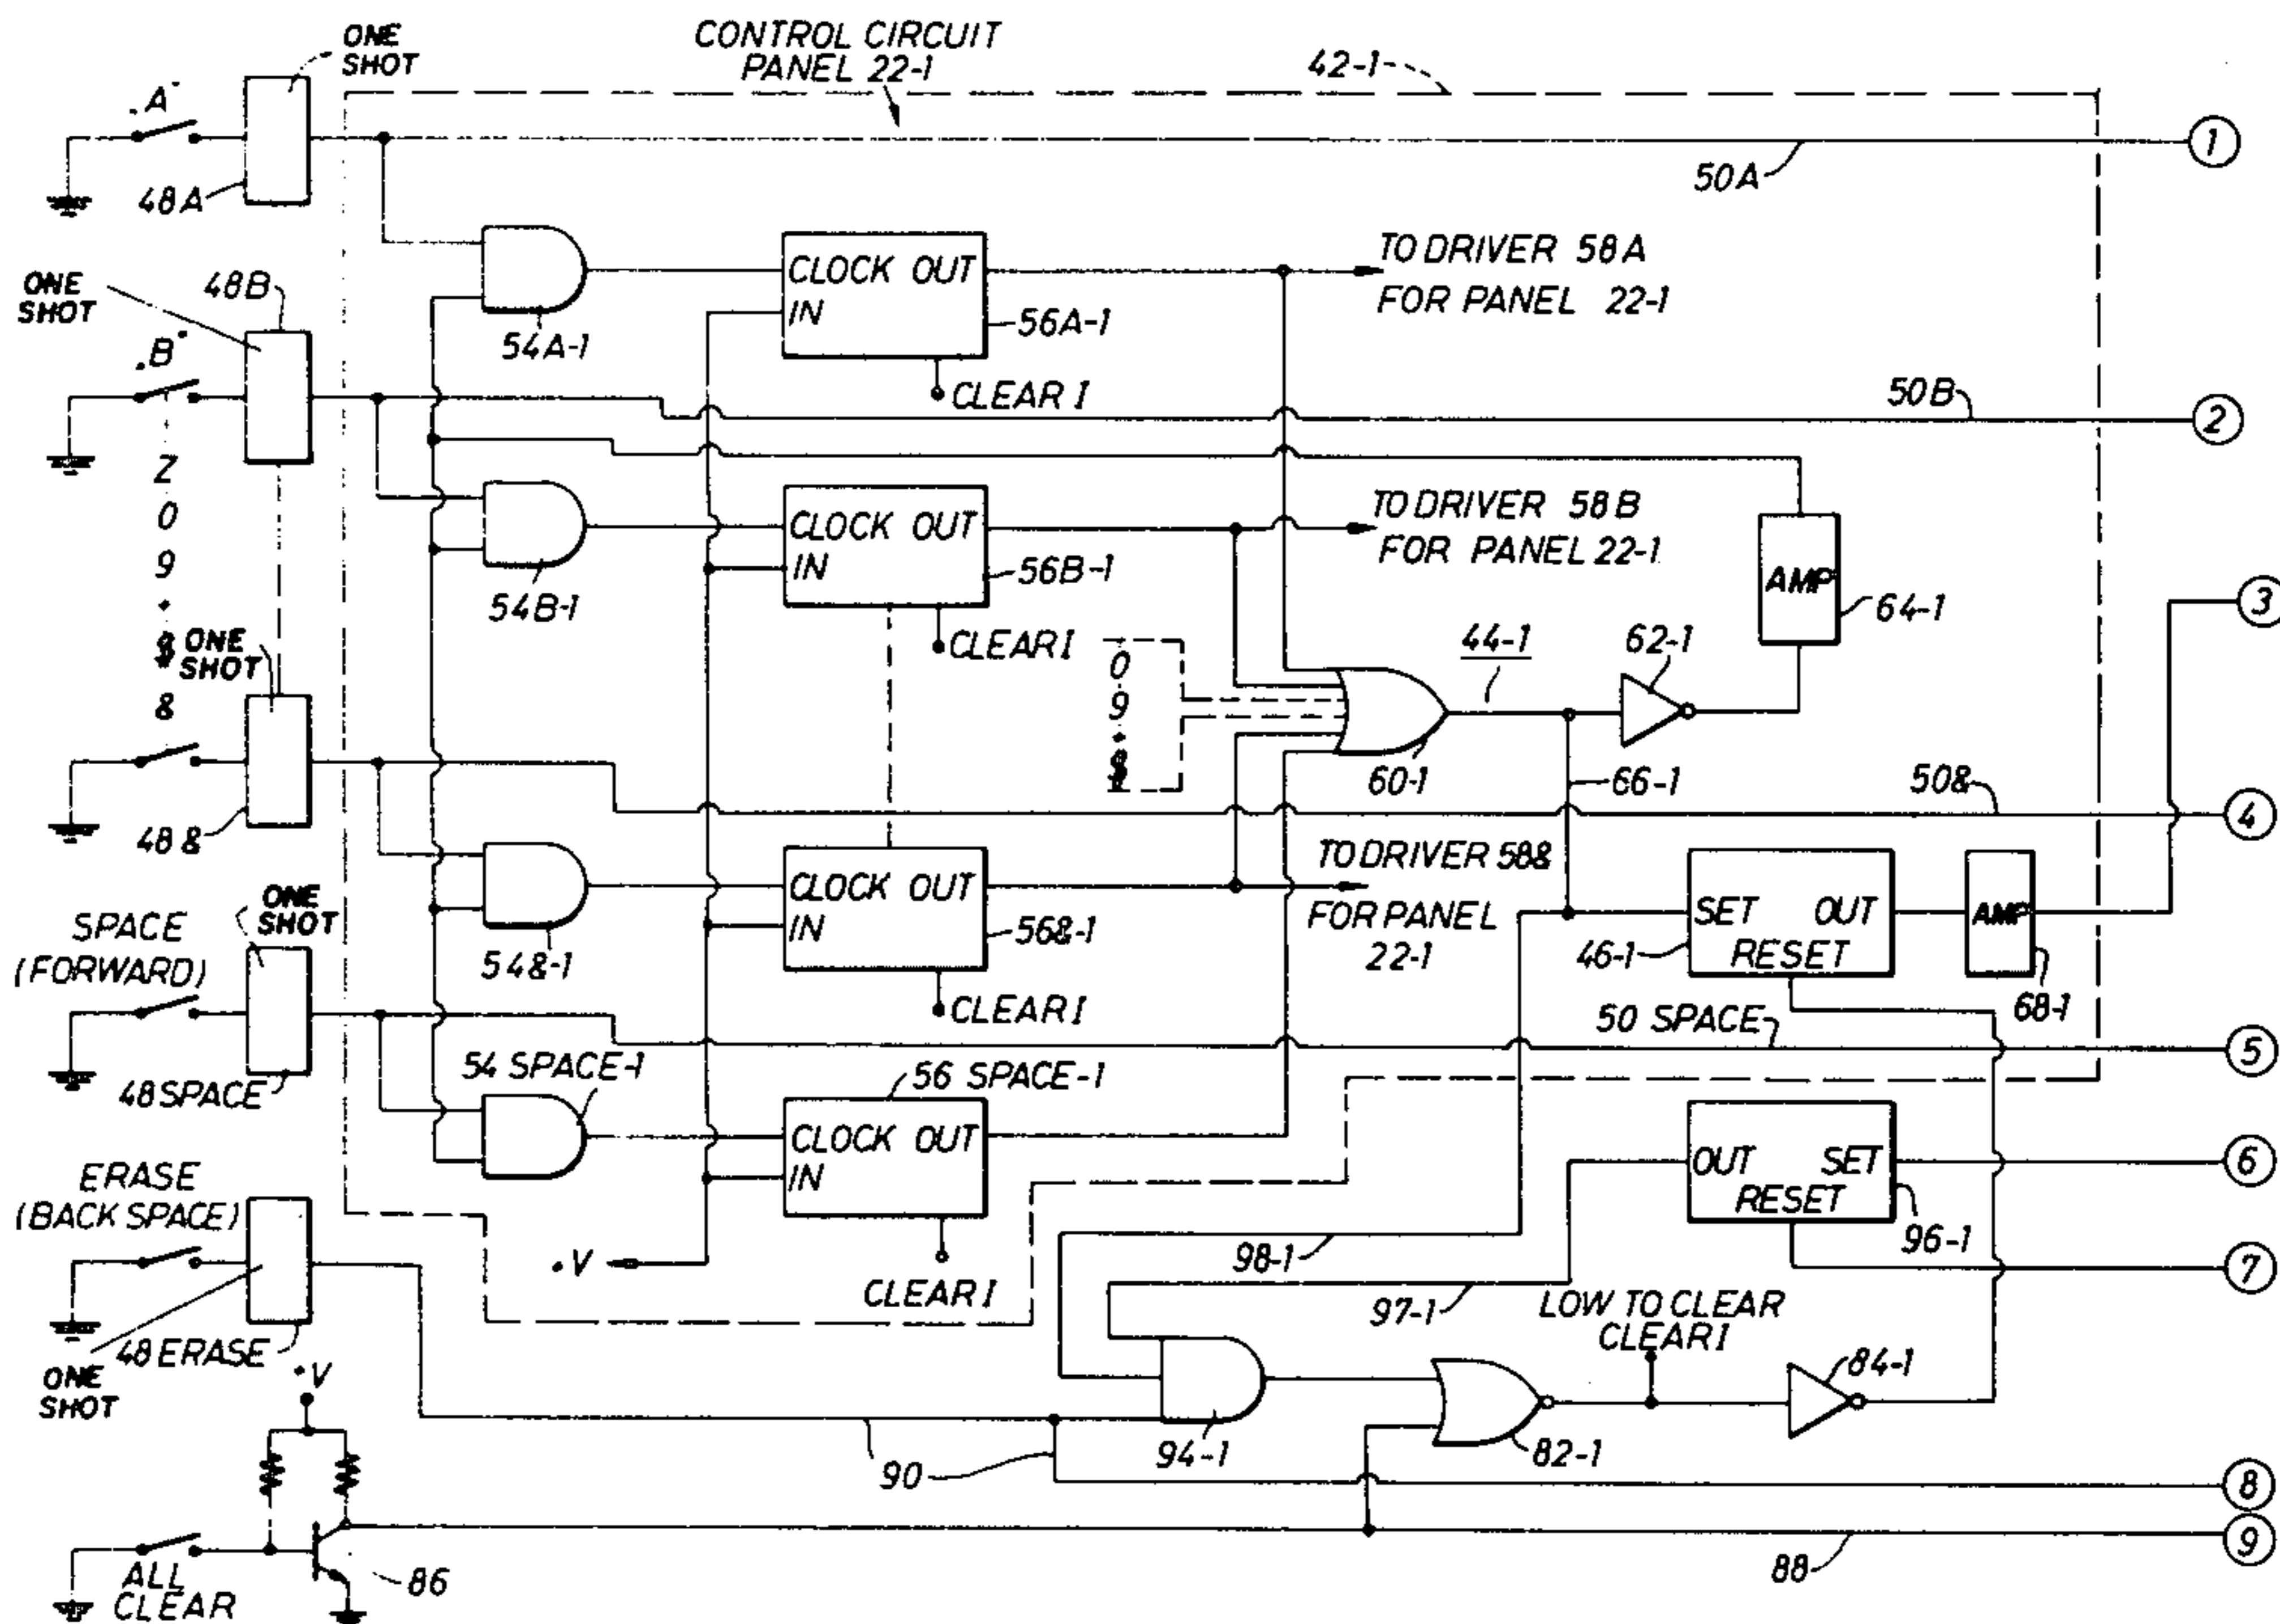 ONE
SHOT
CONTROL CIRCUIT
PANEL 22-1
42-1
"A"
48A
50A
1
ONE
SHOT
48B
"B"
54A-1
CLOCK OUT
IN
56A-1
CLEAR I
TO DRIVER 58A
FOR PANEL 22-1
50B
2
Z
0
9
54B-1
CLOCK OUT
IN
56B-1
CLEAR I
TO DRIVER 58B
FOR PANEL 22-1
AMP
64-1
3
ONE
SHOT
&
48&
0
9
44-1
62-1
60-1
66-1
50&
4
SPACE
(FORWARD)
ONE
SHOT
48 SPACE
54&-1
CLOCK OUT
IN
56&-1
CLEAR I
TO DRIVER 58&
FOR PANEL
22-1
SET OUT
RESET
46-1
AMP
68-1
50 SPACE
5
54 SPACE-1
56 SPACE-1
CLOCK OUT
IN
CLEAR I
+V
ERASE
(BACK SPACE)
48 ERASE
ONE
SHOT
OUT SET
RESET
96-1
6
7
98-1
97-1
LOW TO CLEAR
CLEAR I
84-1
94-1
82-1
90
8
+V
ALL
CLEAR
86
88
9